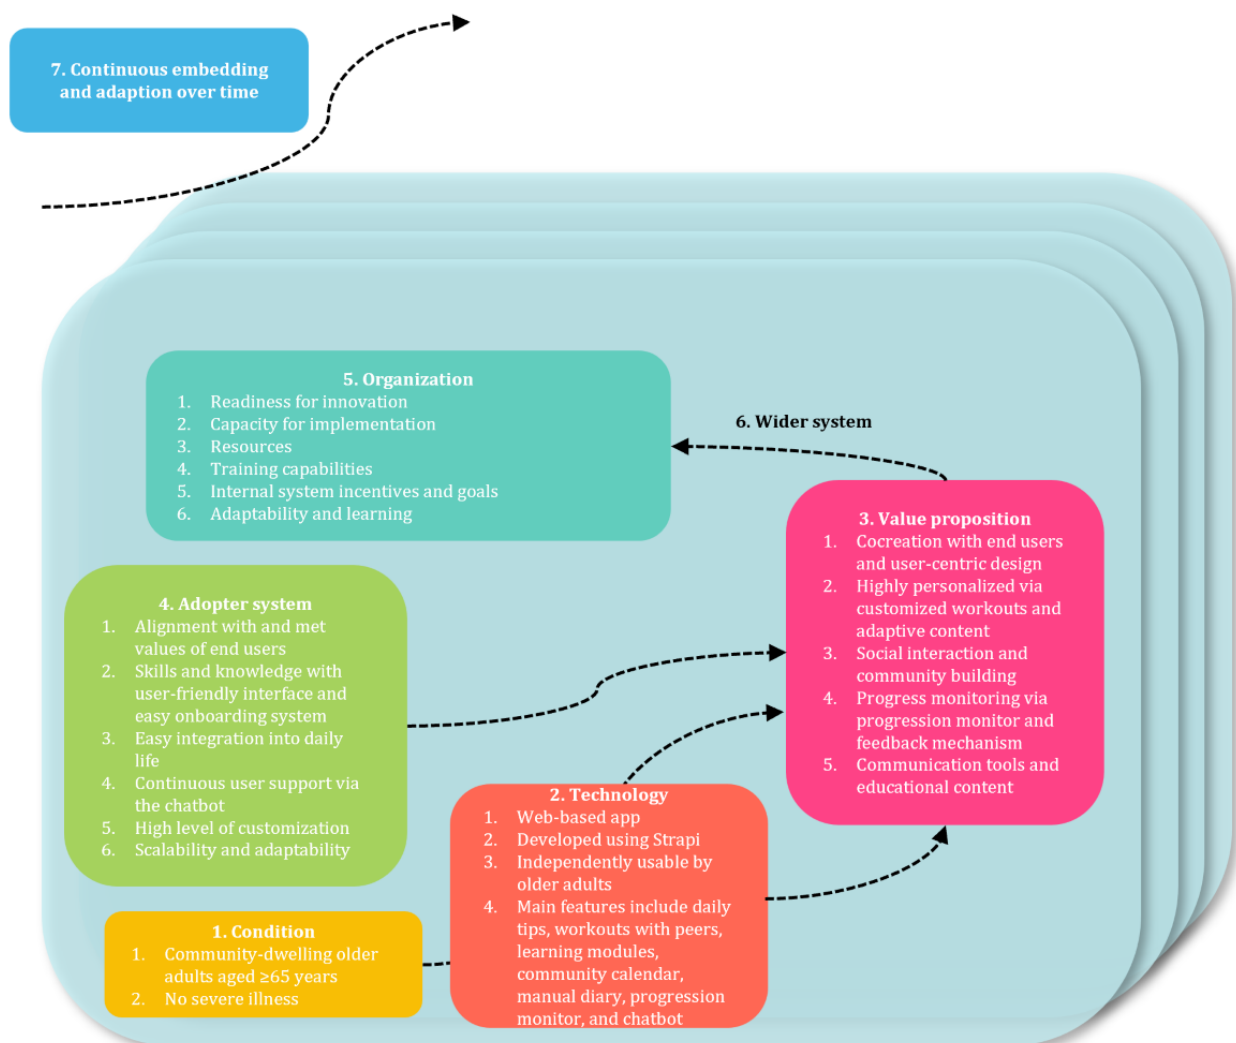 7. Continuous embedding
and adaption over time
5. Organization
1. Readiness for innovation
2. Capacity for implementation
3. Resources
4. Training capabilities
5. Internal system incentives and goals
6. Adaptability and learning
6. Wider system
3. Value proposition
1. Cocreation with end users
and user-centric design
2. Highly personalized via
customized workouts and
adaptive content
3. Social interaction and
community building
4. Progress monitoring via
progression monitor and
feedback mechanism
5. Communication tools and
educational content
4. Adopter system
1. Alignment with and met
values of end users
2. Skills and knowledge with
user-friendly interface and
easy onboarding system
3. Easy integration into daily
life
4. Continuous user support via
the chatbot
5. High level of customization
6. Scalability and adaptability
2. Technology
1. Web-based app
2. Developed using Strapi
3. Independently usable by
older adults
4. Main features include daily
tips, workouts with peers,
learning modules,
community calendar,
manual diary, progression
monitor, and chatbot
1. Condition
1. Community-dwelling older
adults aged ≥65 years
2. No severe illness